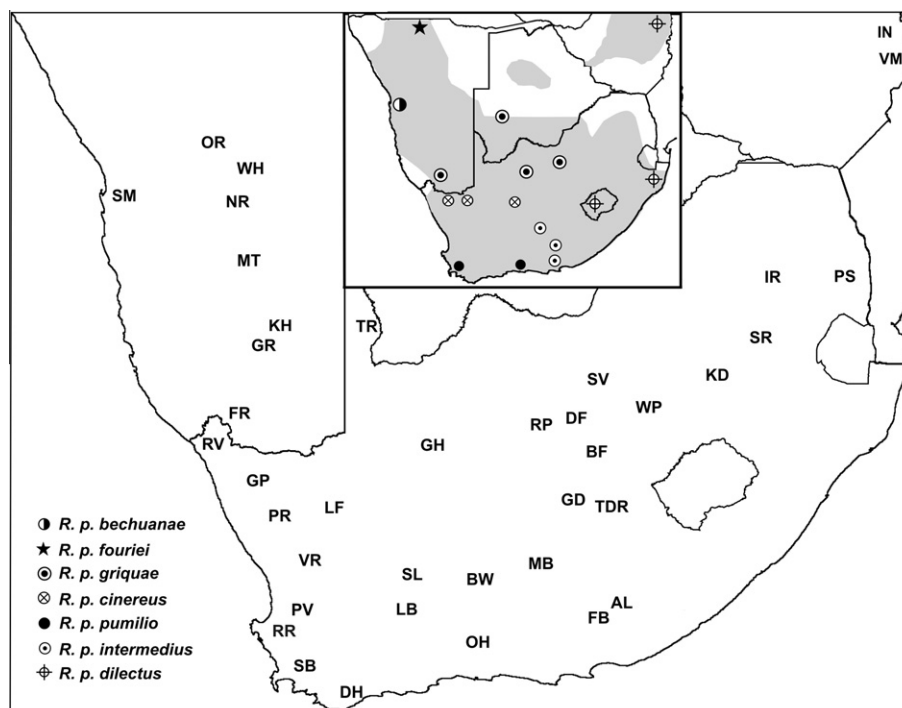 IN
VM
OR
WH
SM
NR
MT
IR
PS
KH
GR
TR
SR
SV
KD
WP
FR
RP
DF
RV
GH
BF
GP
LF
PR
GD
TDR
R. p. bechuanae
R. p. fouriei
R. p. griquae
R. p. cinereus
R. p. pumilio
R. p. intermedius
R. p. dilectus
VR
SL
BW
MB
PV
LB
AL
FB
RR
OH
SB
DH